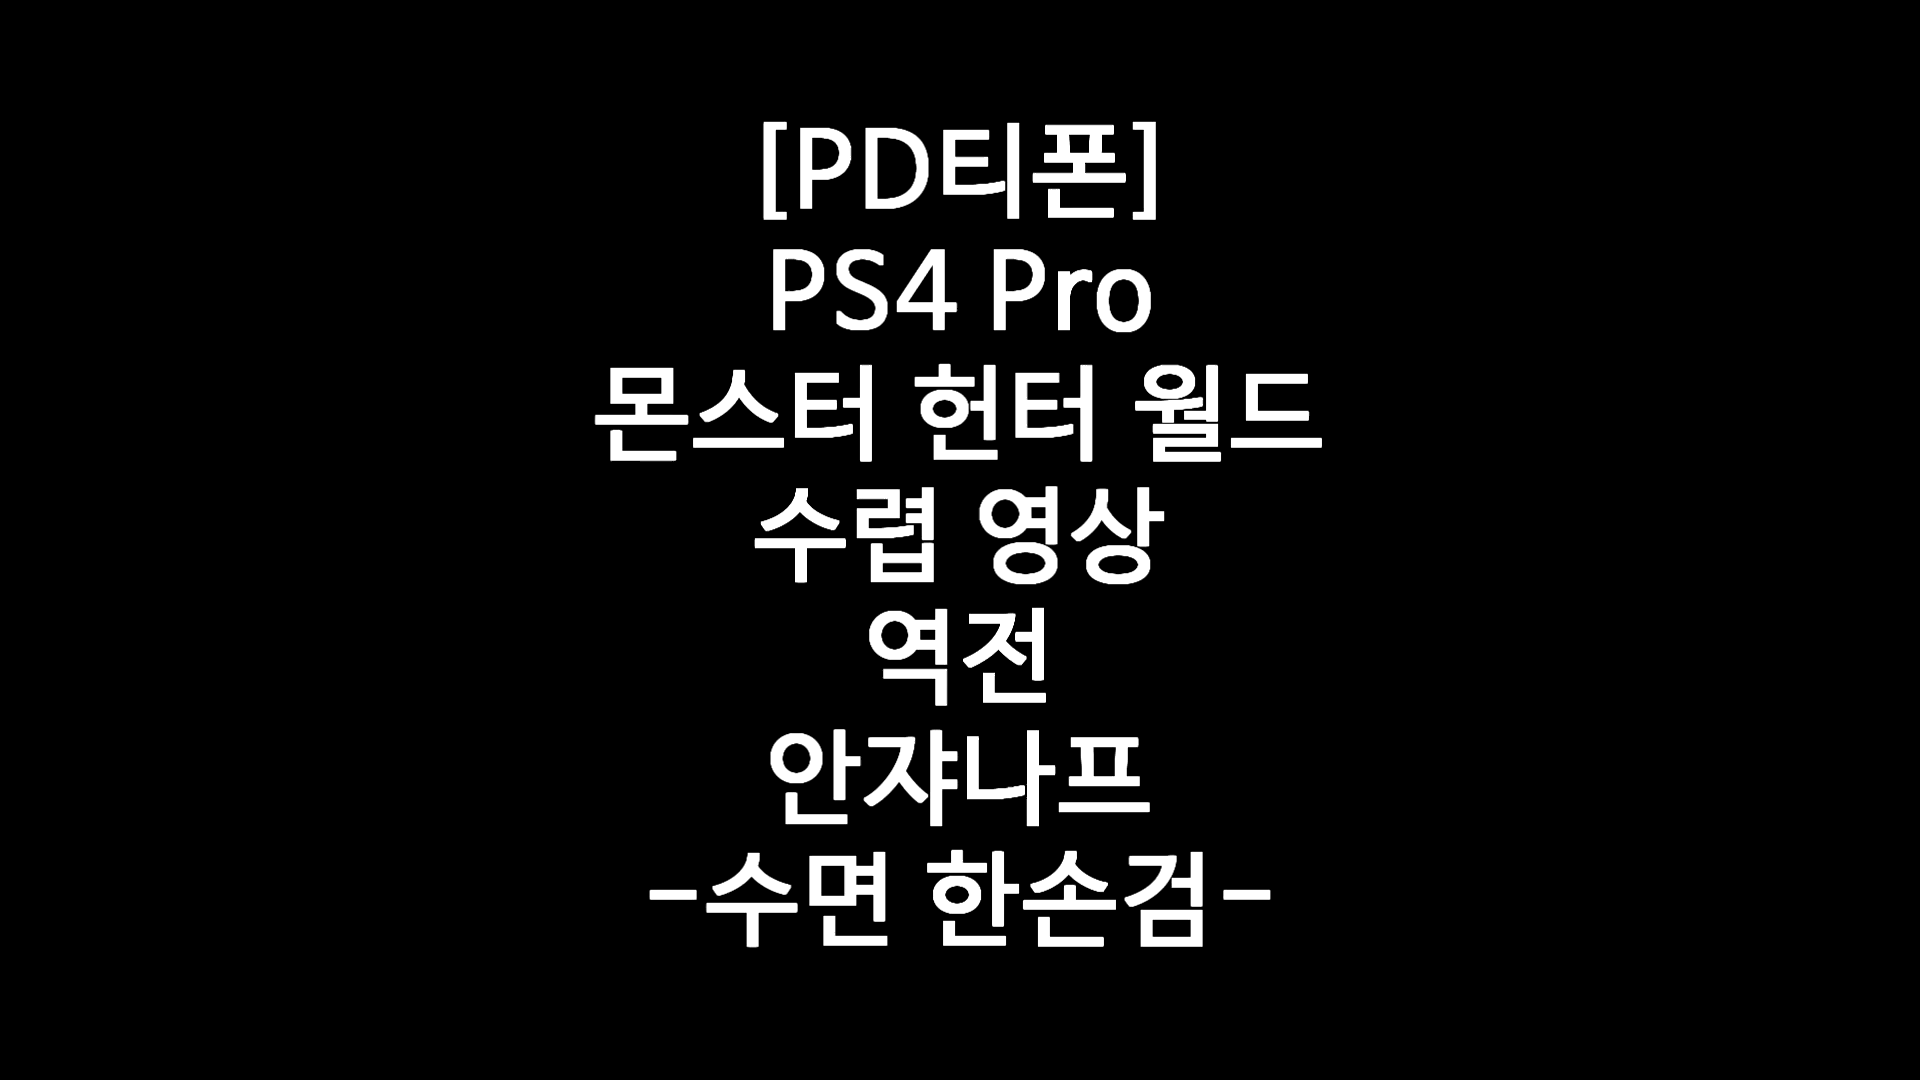 [PD티폰]
PS4 Pro
몬스터 헌터 월드
수렵 영상
역전
안쟈나프
-수면 한손검-